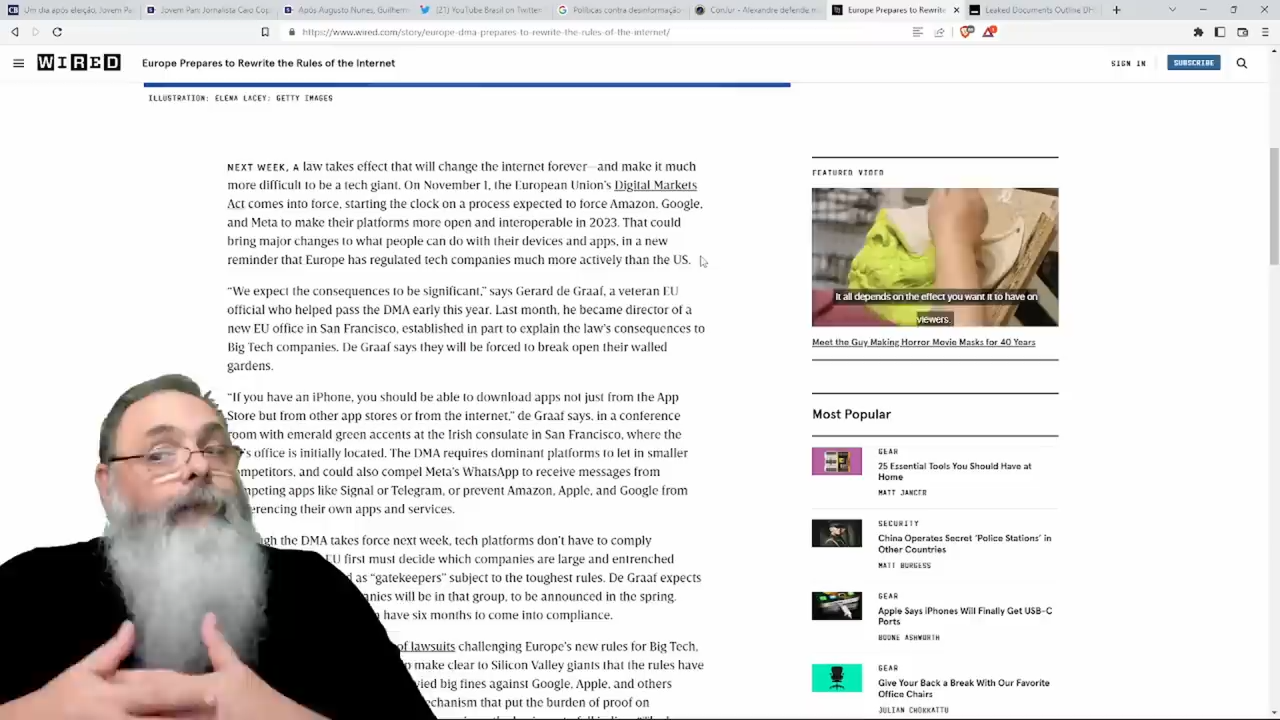 Um dia após eleição, Jovem Pa
Jovem Pan Jornalista Geo Cop
Após Augusto Nunes, Guilherm
(21) YouTube Brasil on Twitter
Políticas contra desinformação
ConJur - Alexandre defende m
Europe Prepares to Rewrite
Leaked Documents Outline DH
https://www.wired.com/story/europe-dma-prepares-to-rewrite-the-rules-of-the-internet/
WIRED
Europe Prepares to Rewrite the Rules of the Internet
SIGN IN
SUBSCRIBE
ILLUSTRATION: ELENA LACEY; GETTY IMAGES
NEXT WEEK, A law takes effect that will change the internet forever—and make it much
more difficult to be a tech giant. On November 1, the European Union's Digital Markets
Act comes into force, starting the clock on a process expected to force Amazon, Google,
and Meta to make their platforms more open and interoperable in 2023. That could
bring major changes to what people can do with their devices and apps, in a new
reminder that Europe has regulated tech companies much more actively than the US.
“We expect the consequences to be significant,” says Gerard de Graaf, a veteran EU
official who helped pass the DMA early this year. Last month, he became director of a
new EU office in San Francisco, established in part to explain the law's consequences to
Big Tech companies. De Graaf says they will be forced to break open their walled
gardens.
“If you have an iPhone, you should be able to download apps not just from the App
Store but from other app stores or from the internet,” de Graaf says, in a conference
room with emerald green accents at the Irish consulate in San Francisco, where the
's office is initially located. The DMA requires dominant platforms to let in smaller
mpetitors, and could also compel Meta's WhatsApp to receive messages from
mpeting apps like Signal or Telegram, or prevent Amazon, Apple, and Google from
erencing their own apps and services.
gh the DMA takes force next week, tech platforms don't have to comply
EU first must decide which companies are large and entrenched
d as “gatekeepers” subject to the toughest rules. De Graaf expects
anies will be in that group, to be announced in the spring.
have six months to come into compliance.
of lawsuits challenging Europe's new rules for Big Tech,
make clear to Silicon Valley giants that the rules have
vied big fines against Google, Apple, and others
echanism that put the burden of proof on
FEATURED VIDEO
It all depends on the effect you want it to have on
viewers.
Meet the Guy Making Horror Movie Masks for 40 Years
Most Popular
GEAR
25 Essential Tools You Should Have at
Home
MATT JANCER
SECURITY
China Operates Secret ‘Police Stations’ in
Other Countries
MATT BURGESS
GEAR
Apple Says iPhones Will Finally Get USB-C
Ports
BOONE ASHWORTH
GEAR
Give Your Back a Break With Our Favorite
Office Chairs
JULIAN CHOKKATTU